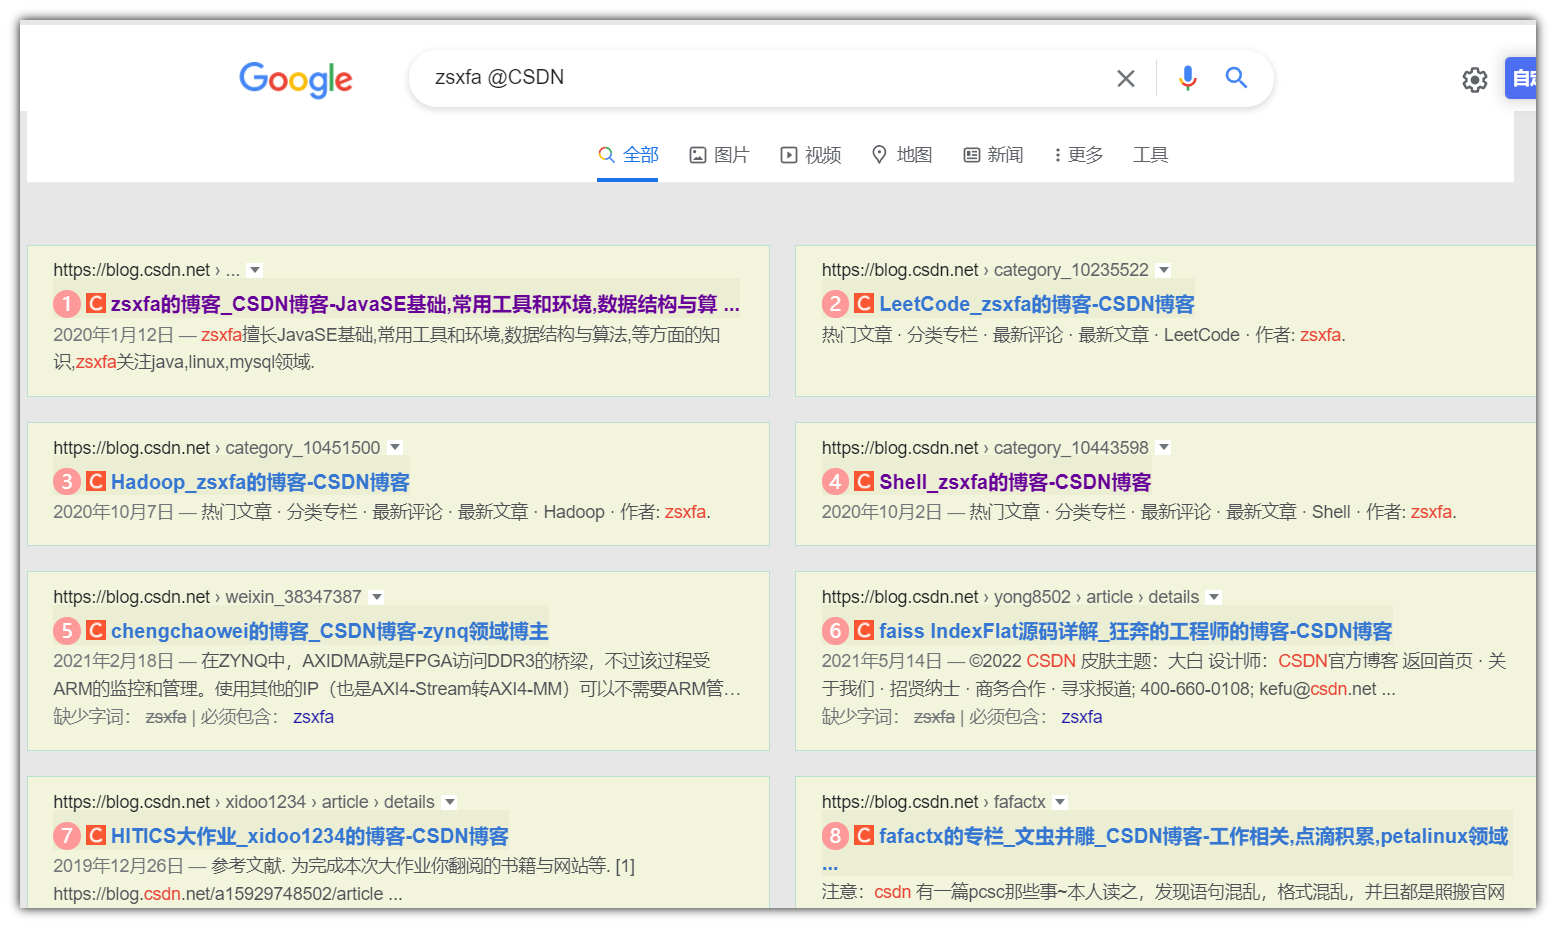 Google
zsxfa @CSDN
自定
全部 图片 视频 地图 新闻 更多 工具
https://blog.csdn.net › ...
1 C zsxfa的博客_CSDN博客-JavaSE基础,常用工具和环境,数据结构与算 ...
2020年1月12日 — zsxfa擅长JavaSE基础,常用工具和环境,数据结构与算法,等方面的知
识,zsxfa关注java,linux,mysql领域.
https://blog.csdn.net › category_10235522
2 C LeetCode_zsxfa的博客-CSDN博客
热门文章 · 分类专栏 · 最新评论 · 最新文章 · LeetCode · 作者: zsxfa.
https://blog.csdn.net › category_10451500
3 C Hadoop_zsxfa的博客-CSDN博客
2020年10月7日 — 热门文章 · 分类专栏 · 最新评论 · 最新文章 · Hadoop · 作者: zsxfa.
https://blog.csdn.net › category_10443598
4 C Shell_zsxfa的博客-CSDN博客
2020年10月2日 — 热门文章 · 分类专栏 · 最新评论 · 最新文章 · Shell · 作者: zsxfa.
https://blog.csdn.net › weixin_38347387
5 C chengchaowei的博客_CSDN博客-zynq领域博主
2021年2月18日 — 在ZYNQ中，AXIDMA就是FPGA访问DDR3的桥梁，不过该过程受
ARM的监控和管理。使用其他的IP（也是AXI4-Stream转AXI4-MM）可以不需要ARM管...
缺少字词： zsxfa | 必须包含： zsxfa
https://blog.csdn.net › yong8502 › article › details
6 C faiss IndexFlat源码详解_狂奔的工程师的博客-CSDN博客
2021年5月14日 — ©2022 CSDN 皮肤主题：大白 设计师：CSDN官方博客 返回首页 · 关
于我们 · 招贤纳士 · 商务合作 · 寻求报道; 400-660-0108; kefu@csdn.net ...
缺少字词： zsxfa | 必须包含： zsxfa
https://blog.csdn.net › xidoo1234 › article › details
7 C HITICS大作业_xidoo1234的博客-CSDN博客
2019年12月26日 — 参考文献. 为完成本次大作业你翻阅的书籍与网站等. [1]
https://blog.csdn.net/a15929748502/article ...
https://blog.csdn.net › fafactx
8 C fafactx的专栏_文虫并雕_CSDN博客-工作相关,点滴积累,petalinux领域
...
注意：csdn 有一篇pcsc那些事~本人读之，发现语句混乱，格式混乱，并且都是照搬官网